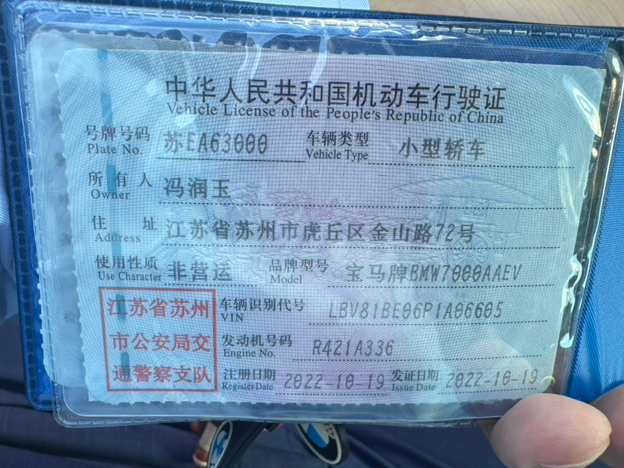 中华人民共和国机动车行驶证
Vehicle License of the People's Republic of China
号牌号码 苏EA63000 车辆类型 小型轿车
Plate No. Vehicle Type
所有人 冯润玉
Owner
住址 江苏省苏州市虎丘区金山路72号
Address
使用性质 非营运 品牌型号 宝马牌BMW7000AAEV
Use Character Model
江苏省苏州 车辆识别代号 LBV81BE06P1A06605
VIN
市公安局交 发动机号码 R421A336
Engine No.
通警察支队 注册日期 2022-10-19 发证日期 2022-10-19
Register Date Issue Date